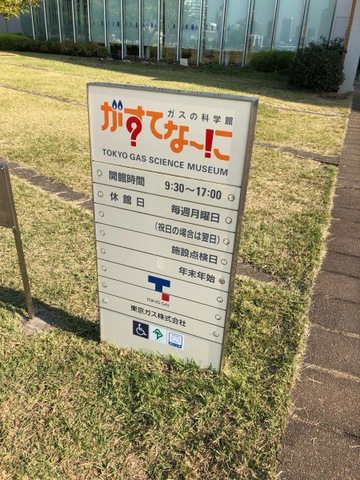 ガスの科学館
がすてな〜に
TOKYO GAS SCIENCE MUSEUM
開館時間 9:30~17:00
休館日 毎週月曜日
(祝日の場合は翌日)
施設点検日
年末年始
TOKYO GAS
東京ガス株式会社